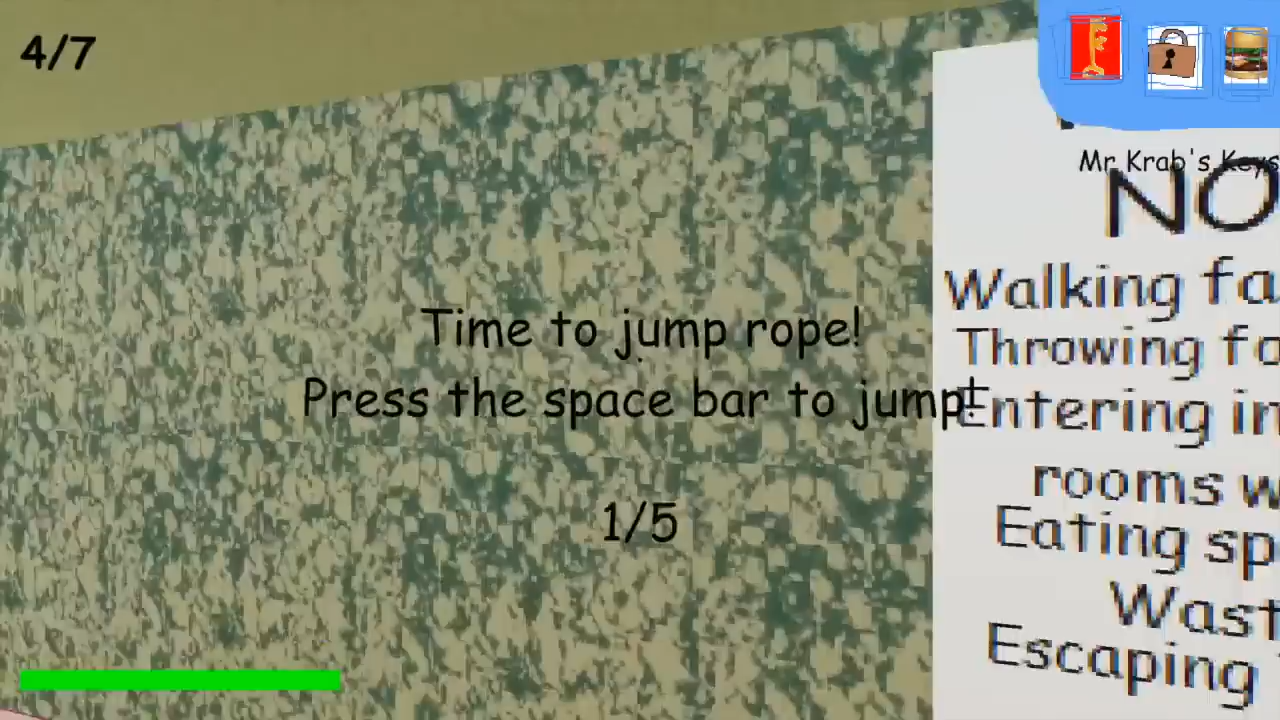 4/7
Mr. Krab's Keys
NO
Walking fa
Time to jump rope!
Throwing fa
Press the space bar to jump!
Entering in
rooms w
1/5
Eating sp
Wast
Escaping